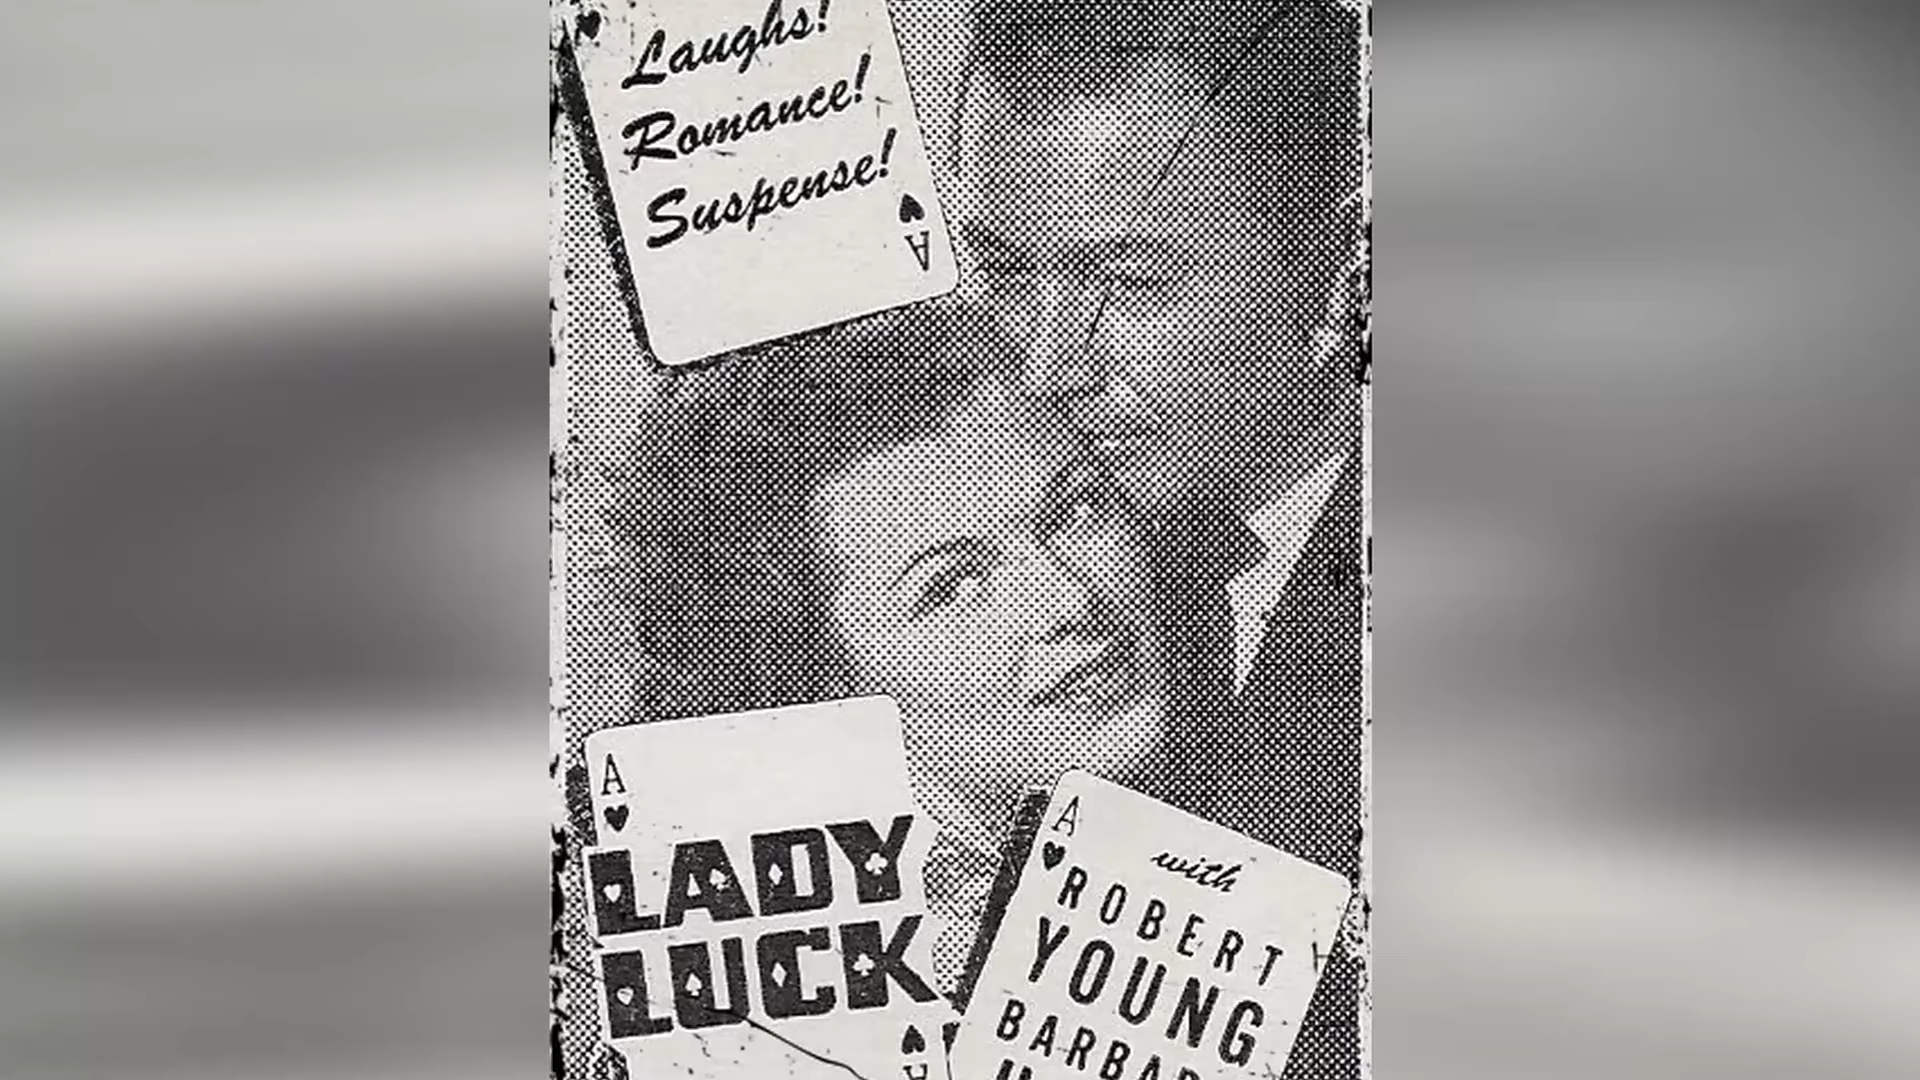 Laughs!
Romance!
Suspense!
A
A
LADY
LUCK
A
A
with
ROBERT
YOUNG